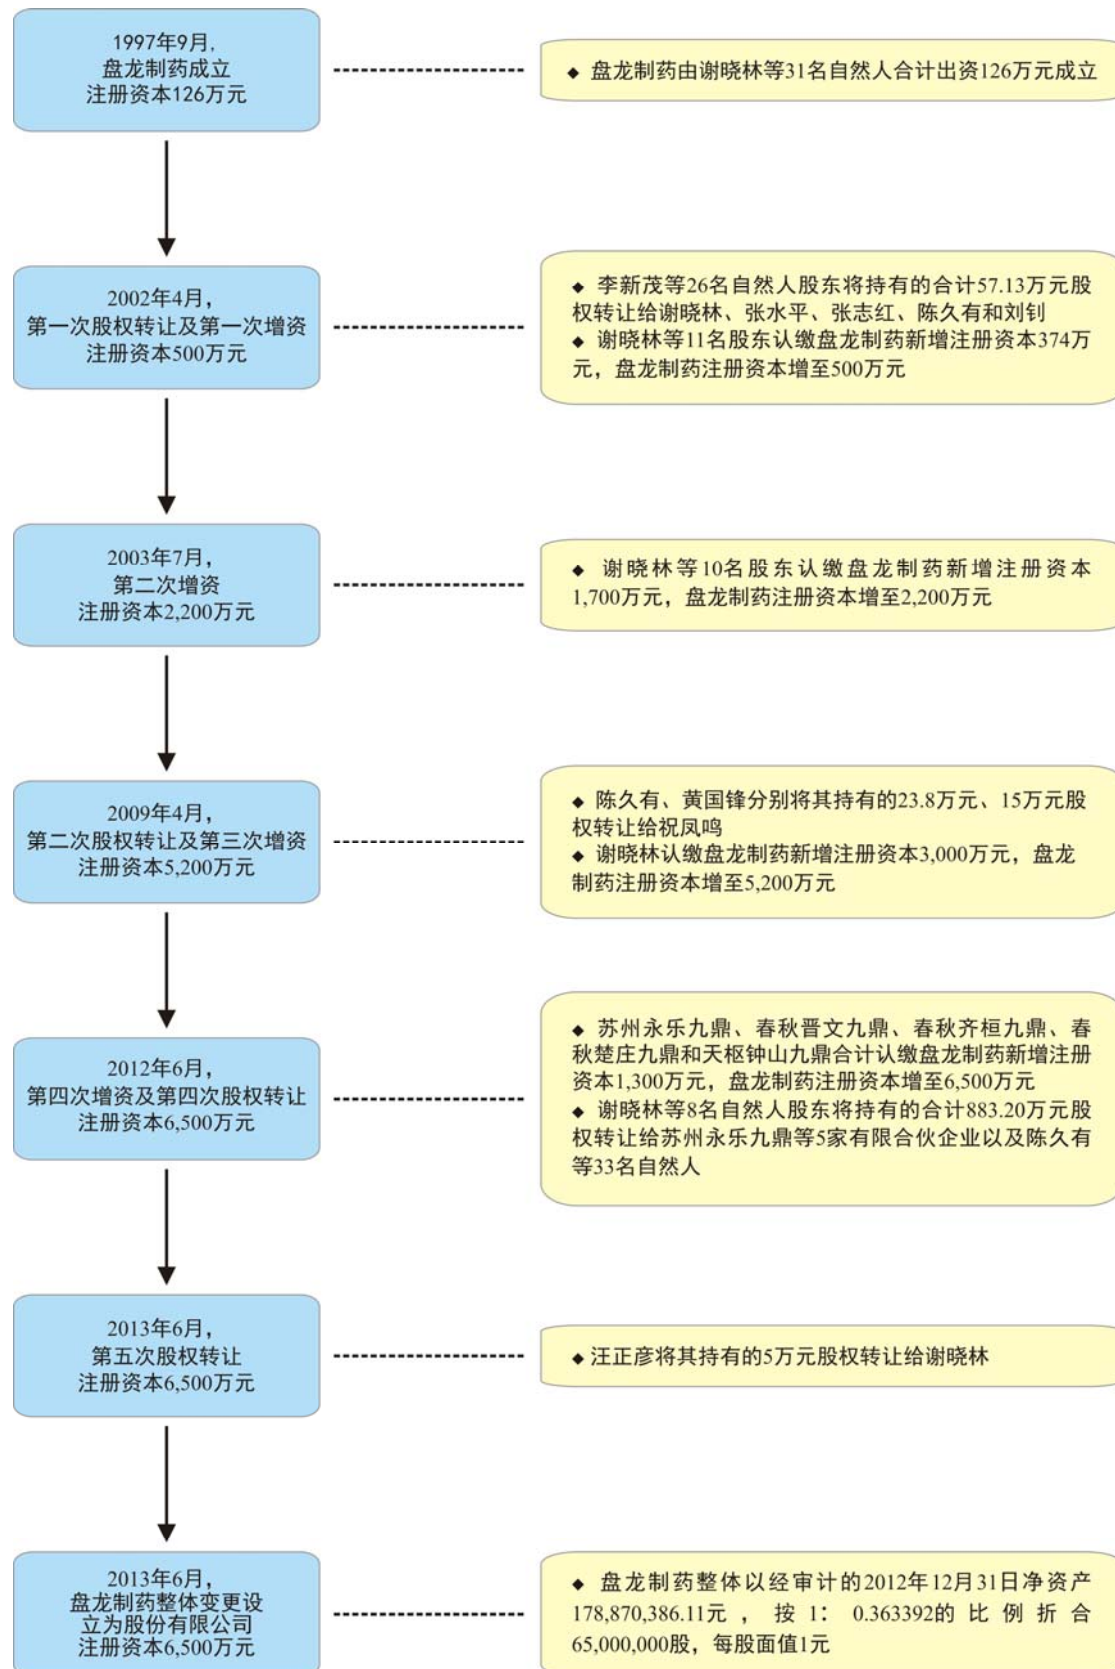 1997年9月，
盘龙制药成立
注册资本126万元
◆ 盘龙制药由谢晓林等31名自然人合计出资126万元成立
2002年4月，
第一次股权转让及第一次增资
注册资本500万元
◆ 李新茂等26名自然人股东将持有的合计57.13万元股
权转让给谢晓林、张水平、张志红、陈久有和刘钊
◆ 谢晓林等11名股东认缴盘龙制药新增注册资本374万
元，盘龙制药注册资本增至500万元
2003年7月，
第二次增资
注册资本2,200万元
◆ 谢晓林等10名股东认缴盘龙制药新增注册资本
1,700万元，盘龙制药注册资本增至2,200万元
2009年4月，
第二次股权转让及第三次增资
注册资本5,200万元
◆ 陈久有、黄国锋分别将其持有的23.8万元、15万元股
权转让给祝凤鸣
◆ 谢晓林认缴盘龙制药新增注册资本3,000万元，盘龙
制药注册资本增至5,200万元
2012年6月，
第四次增资及第四次股权转让
注册资本6,500万元
◆ 苏州永乐九鼎、春秋晋文九鼎、春秋齐桓九鼎、春
秋楚庄九鼎和天枢钟山九鼎合计认缴盘龙制药新增注册
资本1,300万元，盘龙制药注册资本增至6,500万元
◆ 谢晓林等8名自然人股东将持有的合计883.20万元股
权转让给苏州永乐九鼎等5家有限合伙企业以及陈久有
等33名自然人
2013年6月，
第五次股权转让
注册资本6,500万元
◆ 汪正彦将其持有的5万元股权转让给谢晓林
2013年6月，
盘龙制药整体变更设
立为股份有限公司
注册资本6,500万元
◆ 盘龙制药整体以经审计的2012年12月31日净资产
178,870,386.11元，按1：0.363392的比例折合
65,000,000股，每股面值1元